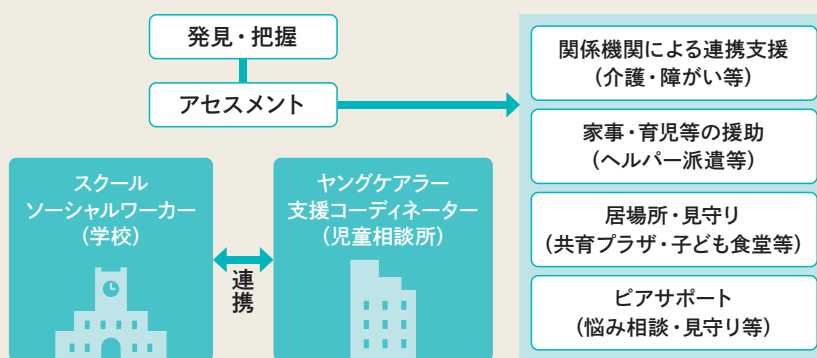 発見・把握
アセスメント
スクール
ソーシャルワーカー
(学校)
連携
ヤングケアラー
支援コーディネーター
(児童相談所)
関係機関による連携支援
(介護・障がい等)
家事・育児等の援助
(ヘルパー派遣等)
居場所・見守り
(共育プラザ・子ども食堂等)
ピアサポート
(悩み相談・見守り等)